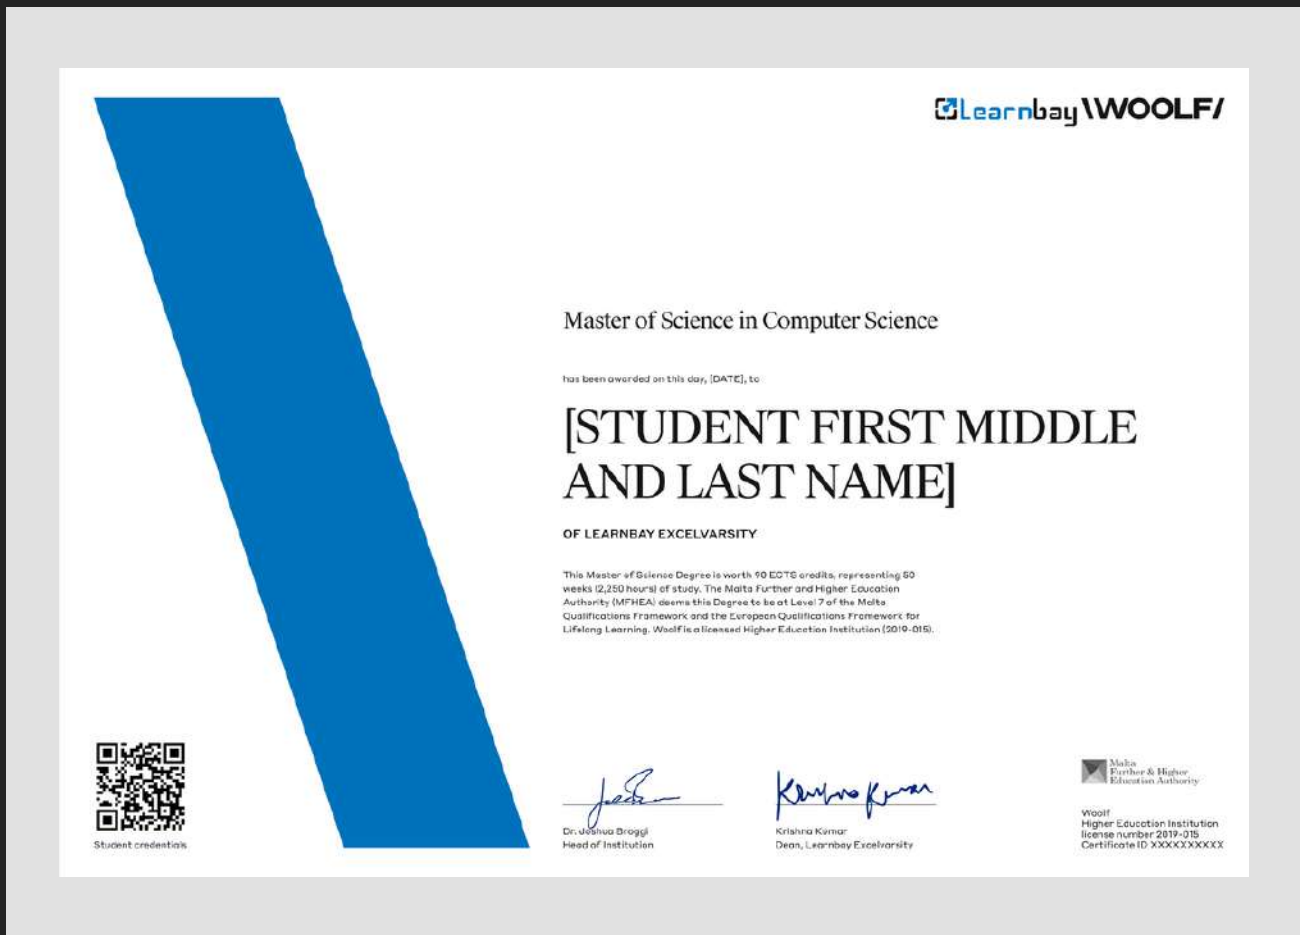 Learnbay \WOOLF/
Master of Science in Computer Science
has been awarded on this day, [DATE], to
[STUDENT FIRST MIDDLE
AND LAST NAME]
OF LEARNBAY EXCELVARSITY
This Master of Science Degree is worth 90 ECTS credits, representing 50
weeks (2,250 hours) of study. The Malta Further and Higher Education
Authority (MFHEA) deems this Degree to be at Level 7 of the Malta
Qualifications Framework and the European Qualifications Framework for
Lifelong Learning. Woolf is a licensed Higher Education Institution (2019-015).
Student credentials
Krishna Kumar
Dr. Joshua Broggi
Head of Institution
Krishna Kumar
Dean, Learnbay Excelvarsity
Malta
Further & Higher
Education Authority
Woolf
Higher Education Institution
license number 2019-015
Certificate ID XXXXXXXXXX